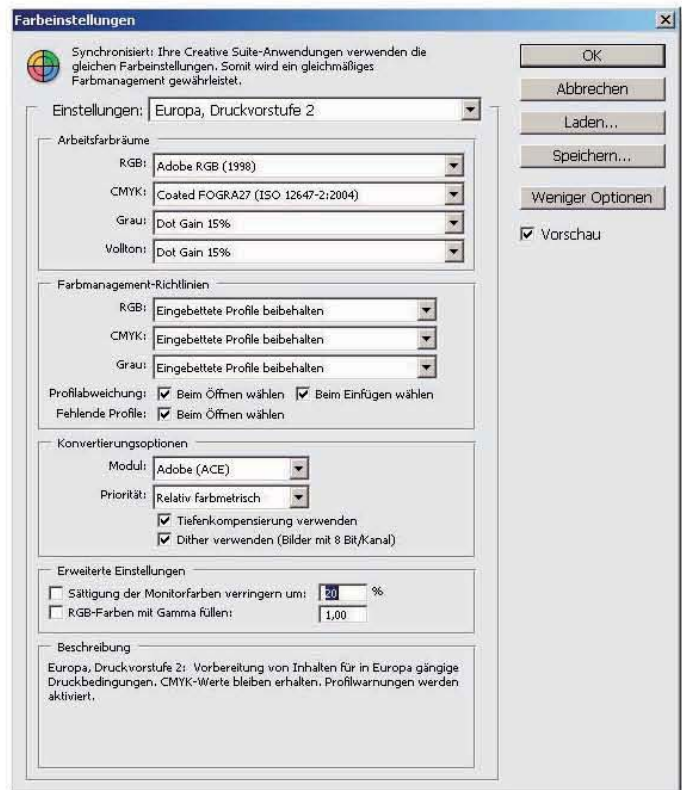 Farbeinstellungen
Synchronisiert: Ihre Creative Suite-Anwendungen verwenden die
gleichen Farbeinstellungen. Somit wird ein gleichmäßiges
Farbmanagement gewährleistet.
OK
Abbrechen
Laden...
Speichern...
Weniger Optionen
Vorschau
Einstellungen: Europa, Druckvorstufe 2
Arbeitsfarbräume
RGB: Adobe RGB (1998)
CMYK: Coated FOGRA27 (ISO 12647-2:2004)
Grau: Dot Gain 15%
Vollton: Dot Gain 15%
Farbmanagement-Richtlinien
RGB: Eingebettete Profile beibehalten
CMYK: Eingebettete Profile beibehalten
Grau: Eingebettete Profile beibehalten
Profilabweichung: Beim Öffnen wählen Beim Einfügen wählen
Fehlende Profile: Beim Öffnen wählen
Konvertierungsoptionen
Modul: Adobe (ACE)
Priorität: Relativ farbmetrisch
Tiefenkompensierung verwenden
Dither verwenden (Bilder mit 8 Bit/Kanal)
Erweiterte Einstellungen
Sättigung der Monitorfarben verringern um: 20 %
RGB-Farben mit Gamma füllen: 1,00
Beschreibung
Europa, Druckvorstufe 2: Vorbereitung von Inhalten für in Europa gängige
Druckbedingungen. CMYK-Werte bleiben erhalten. Profilwarnungen werden
aktiviert.